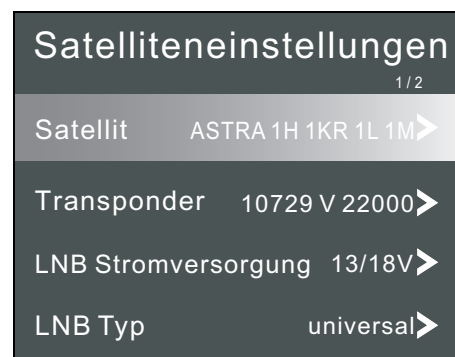 Satelliteneinstellungen
1/2
Satellit ASTRA 1H 1KR 1L 1M
Transponder 10729 V 22000
LNB Stromversorgung 13/18V
LNB Typ universal